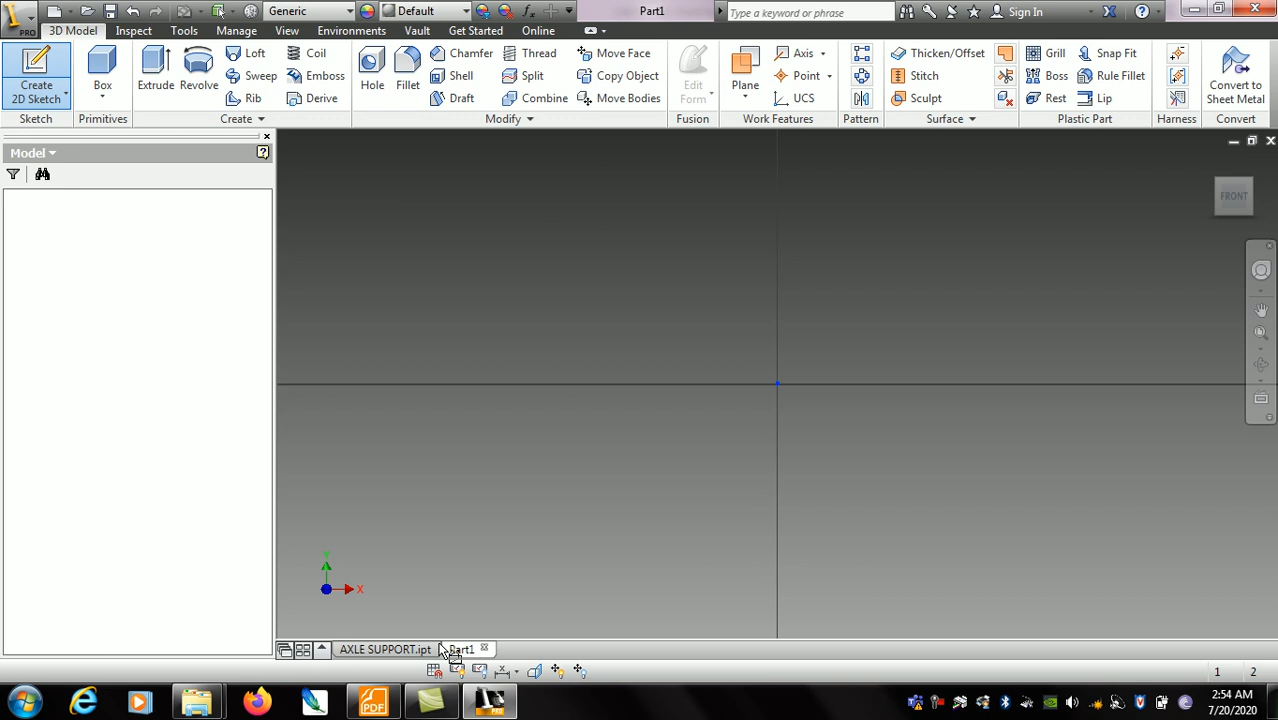 PRO
Generic
Default
Part1
Type a keyword or phrase
Sign In
3D Model
Inspect
Tools
Manage
View
Environments
Vault
Get Started
Online
Create 2D Sketch
Box
Extrude
Revolve
Loft
Sweep
Rib
Coil
Emboss
Derive
Hole
Fillet
Chamfer
Shell
Draft
Thread
Split
Combine
Move Face
Copy Object
Move Bodies
Edit Form
Plane
Axis
Point
UCS
Thicken/Offset
Stitch
Sculpt
Grill
Boss
Rest
Snap Fit
Rule Fillet
Lip
Convert to Sheet Metal
Sketch
Primitives
Create
Modify
Fusion
Work Features
Pattern
Surface
Plastic Part
Harness
Convert
Model
FRONT
Y
X
AXLE SUPPORT.ipt
Part1
1
2
PDF
PRO
2:54 AM
7/20/2020